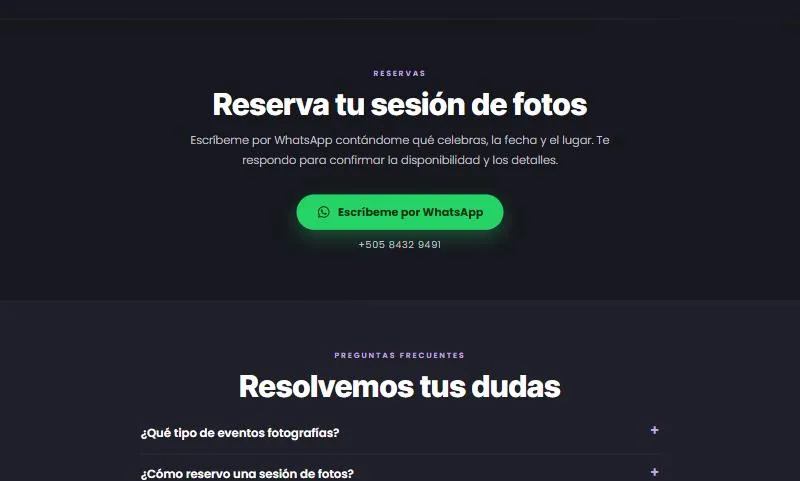 RESERVAS
Reserva tu sesión de fotos
Escríbeme por WhatsApp contándome qué celebras, la fecha y el lugar. Te
respondo para confirmar la disponibilidad y los detalles.
Escríbeme por WhatsApp
+505 8432 9491
PREGUNTAS FRECUENTES
Resolvemos tus dudas
¿Qué tipo de eventos fotografías?
+
¿Cómo reservo una sesión de fotos?
+